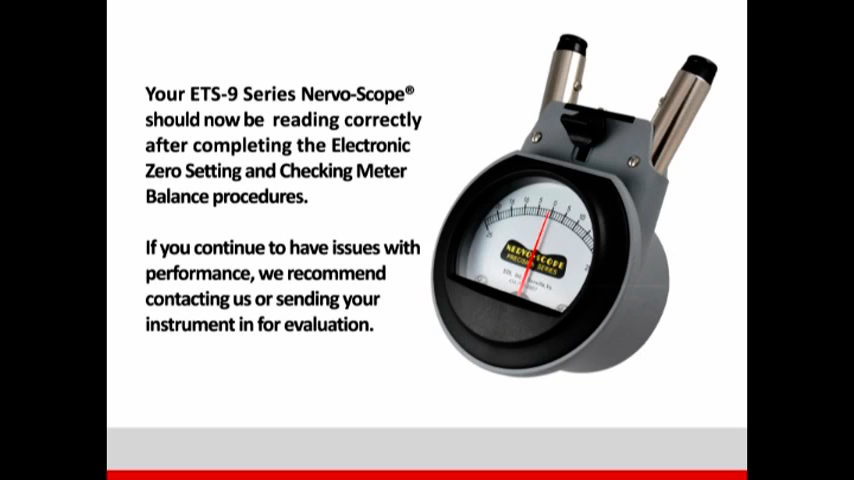 Your ETS-9 Series Nervo-Scope®
should now be reading correctly
after completing the Electronic
Zero Setting and Checking Meter
Balance procedures.
If you continue to have issues with
performance, we recommend
contacting us or sending your
instrument in for evaluation.
NERVO-SCOPE
PRECISION SERIES